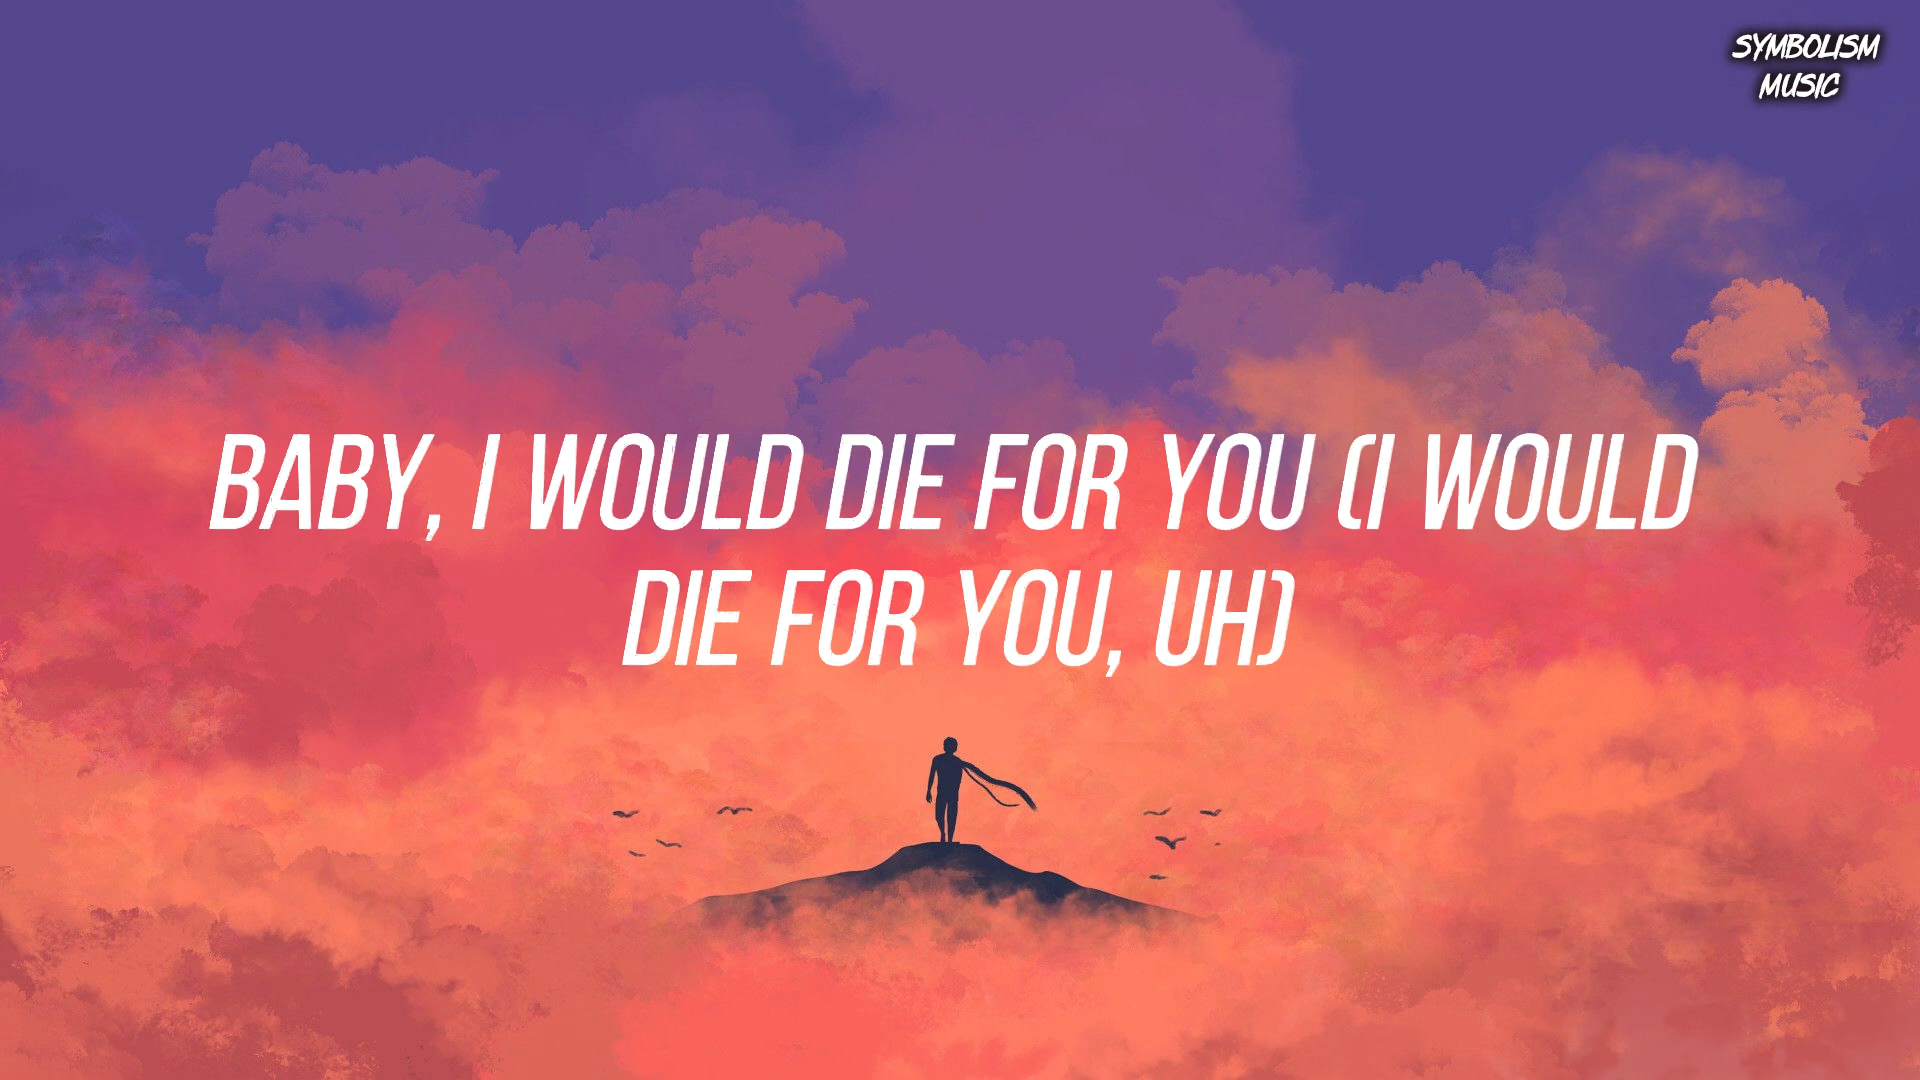 SYMBOLISM
MUSIC
BABY, I WOULD DIE FOR YOU (I WOULD
DIE FOR YOU, UH)